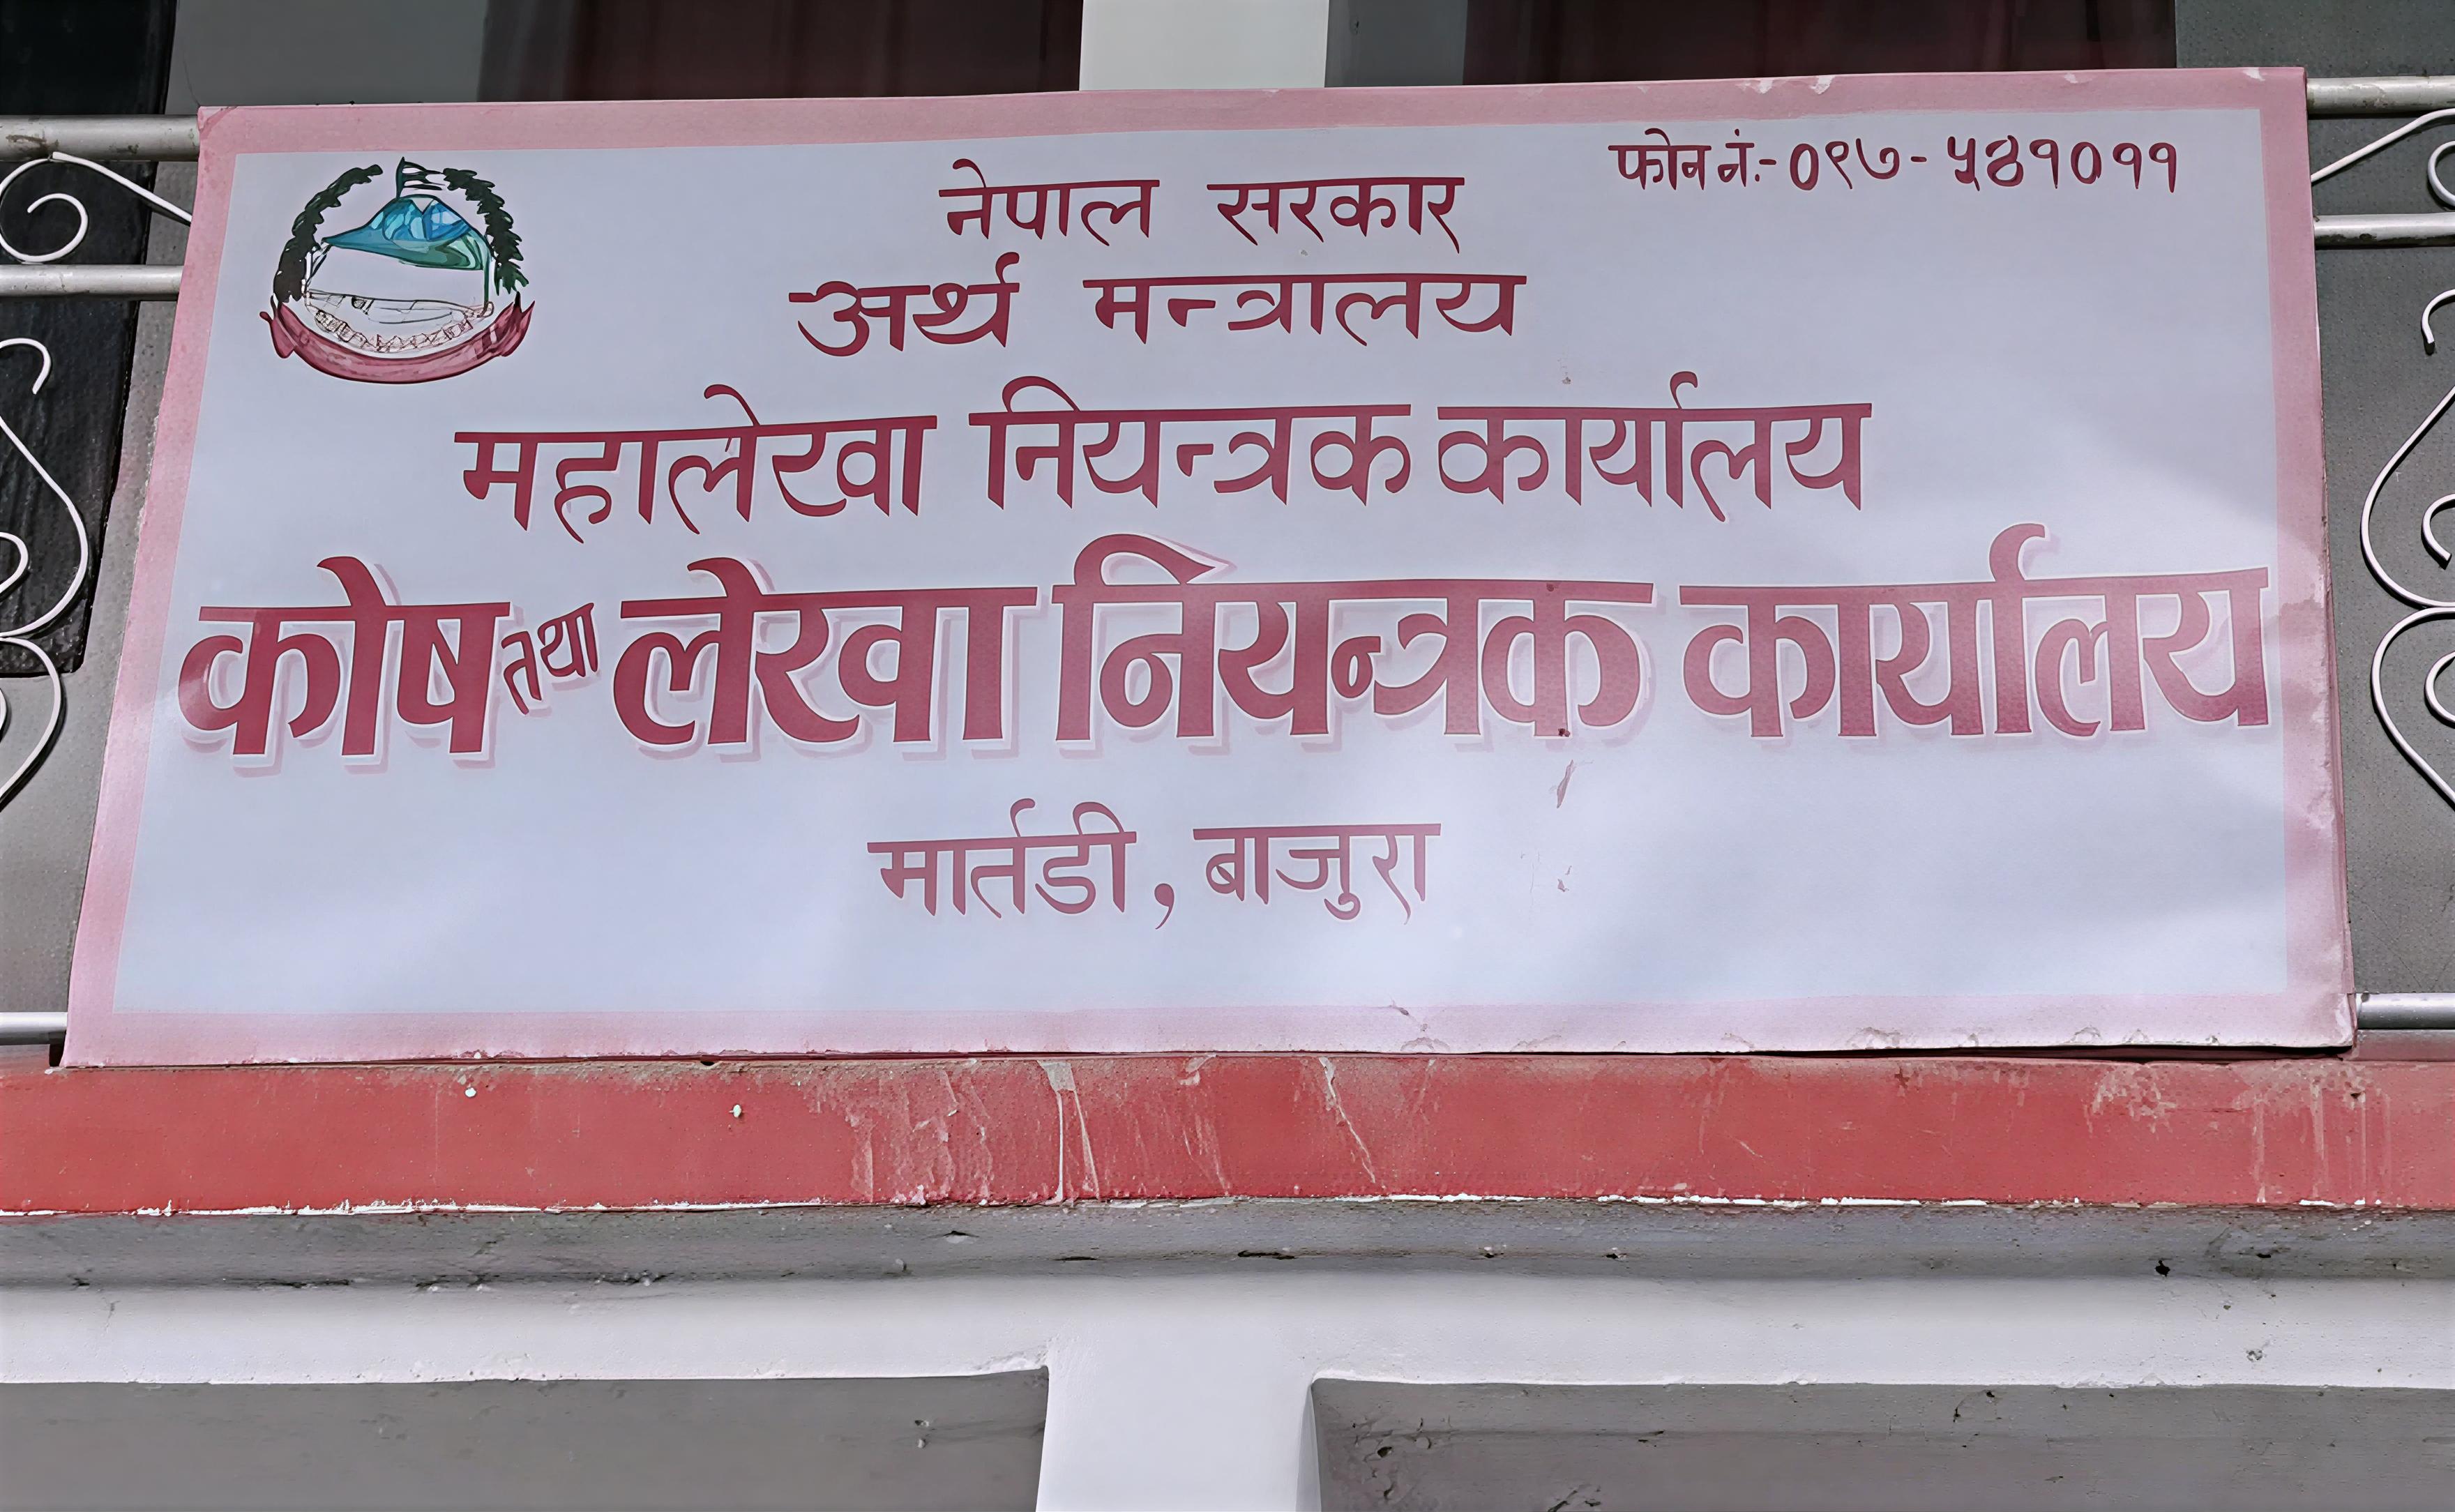 फोन नं.:- ०९७- ५४१०११
नेपाल सरकार
अर्थ मन्त्रालय
महालेखा नियन्त्रक कार्यालय
कोष तथा लेखा नियन्त्रक कार्यालय
मार्तडी, बाजुरा